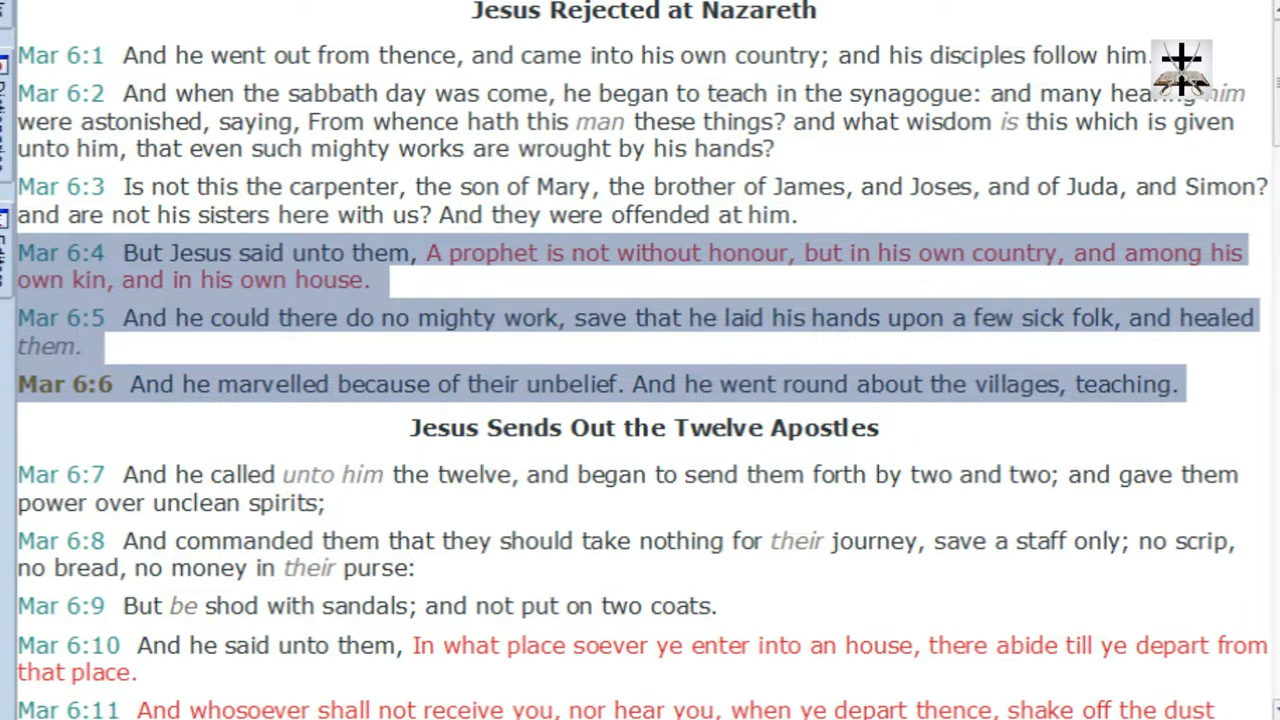 Jesus Rejected at Nazareth
Mar 6:1 And he went out from thence, and came into his own country; and his disciples follow him.
Mar 6:2 And when the sabbath day was come, he began to teach in the synagogue: and many hearing him
were astonished, saying, From whence hath this man these things? and what wisdom is this which is given
unto him, that even such mighty works are wrought by his hands?
Mar 6:3 Is not this the carpenter, the son of Mary, the brother of James, and Joses, and of Juda, and Simon?
and are not his sisters here with us? And they were offended at him.
Mar 6:4 But Jesus said unto them, A prophet is not without honour, but in his own country, and among his
own kin, and in his own house.
Mar 6:5 And he could there do no mighty work, save that he laid his hands upon a few sick folk, and healed
them.
Mar 6:6 And he marvelled because of their unbelief. And he went round about the villages, teaching.
Jesus Sends Out the Twelve Apostles
Mar 6:7 And he called unto him the twelve, and began to send them forth by two and two; and gave them
power over unclean spirits;
Mar 6:8 And commanded them that they should take nothing for their journey, save a staff only; no scrip,
no bread, no money in their purse:
Mar 6:9 But be shod with sandals; and not put on two coats.
Mar 6:10 And he said unto them, In what place soever ye enter into an house, there abide till ye depart from
that place.
Mar 6:11 And whosoever shall not receive you, nor hear you, when ye depart thence, shake off the dust